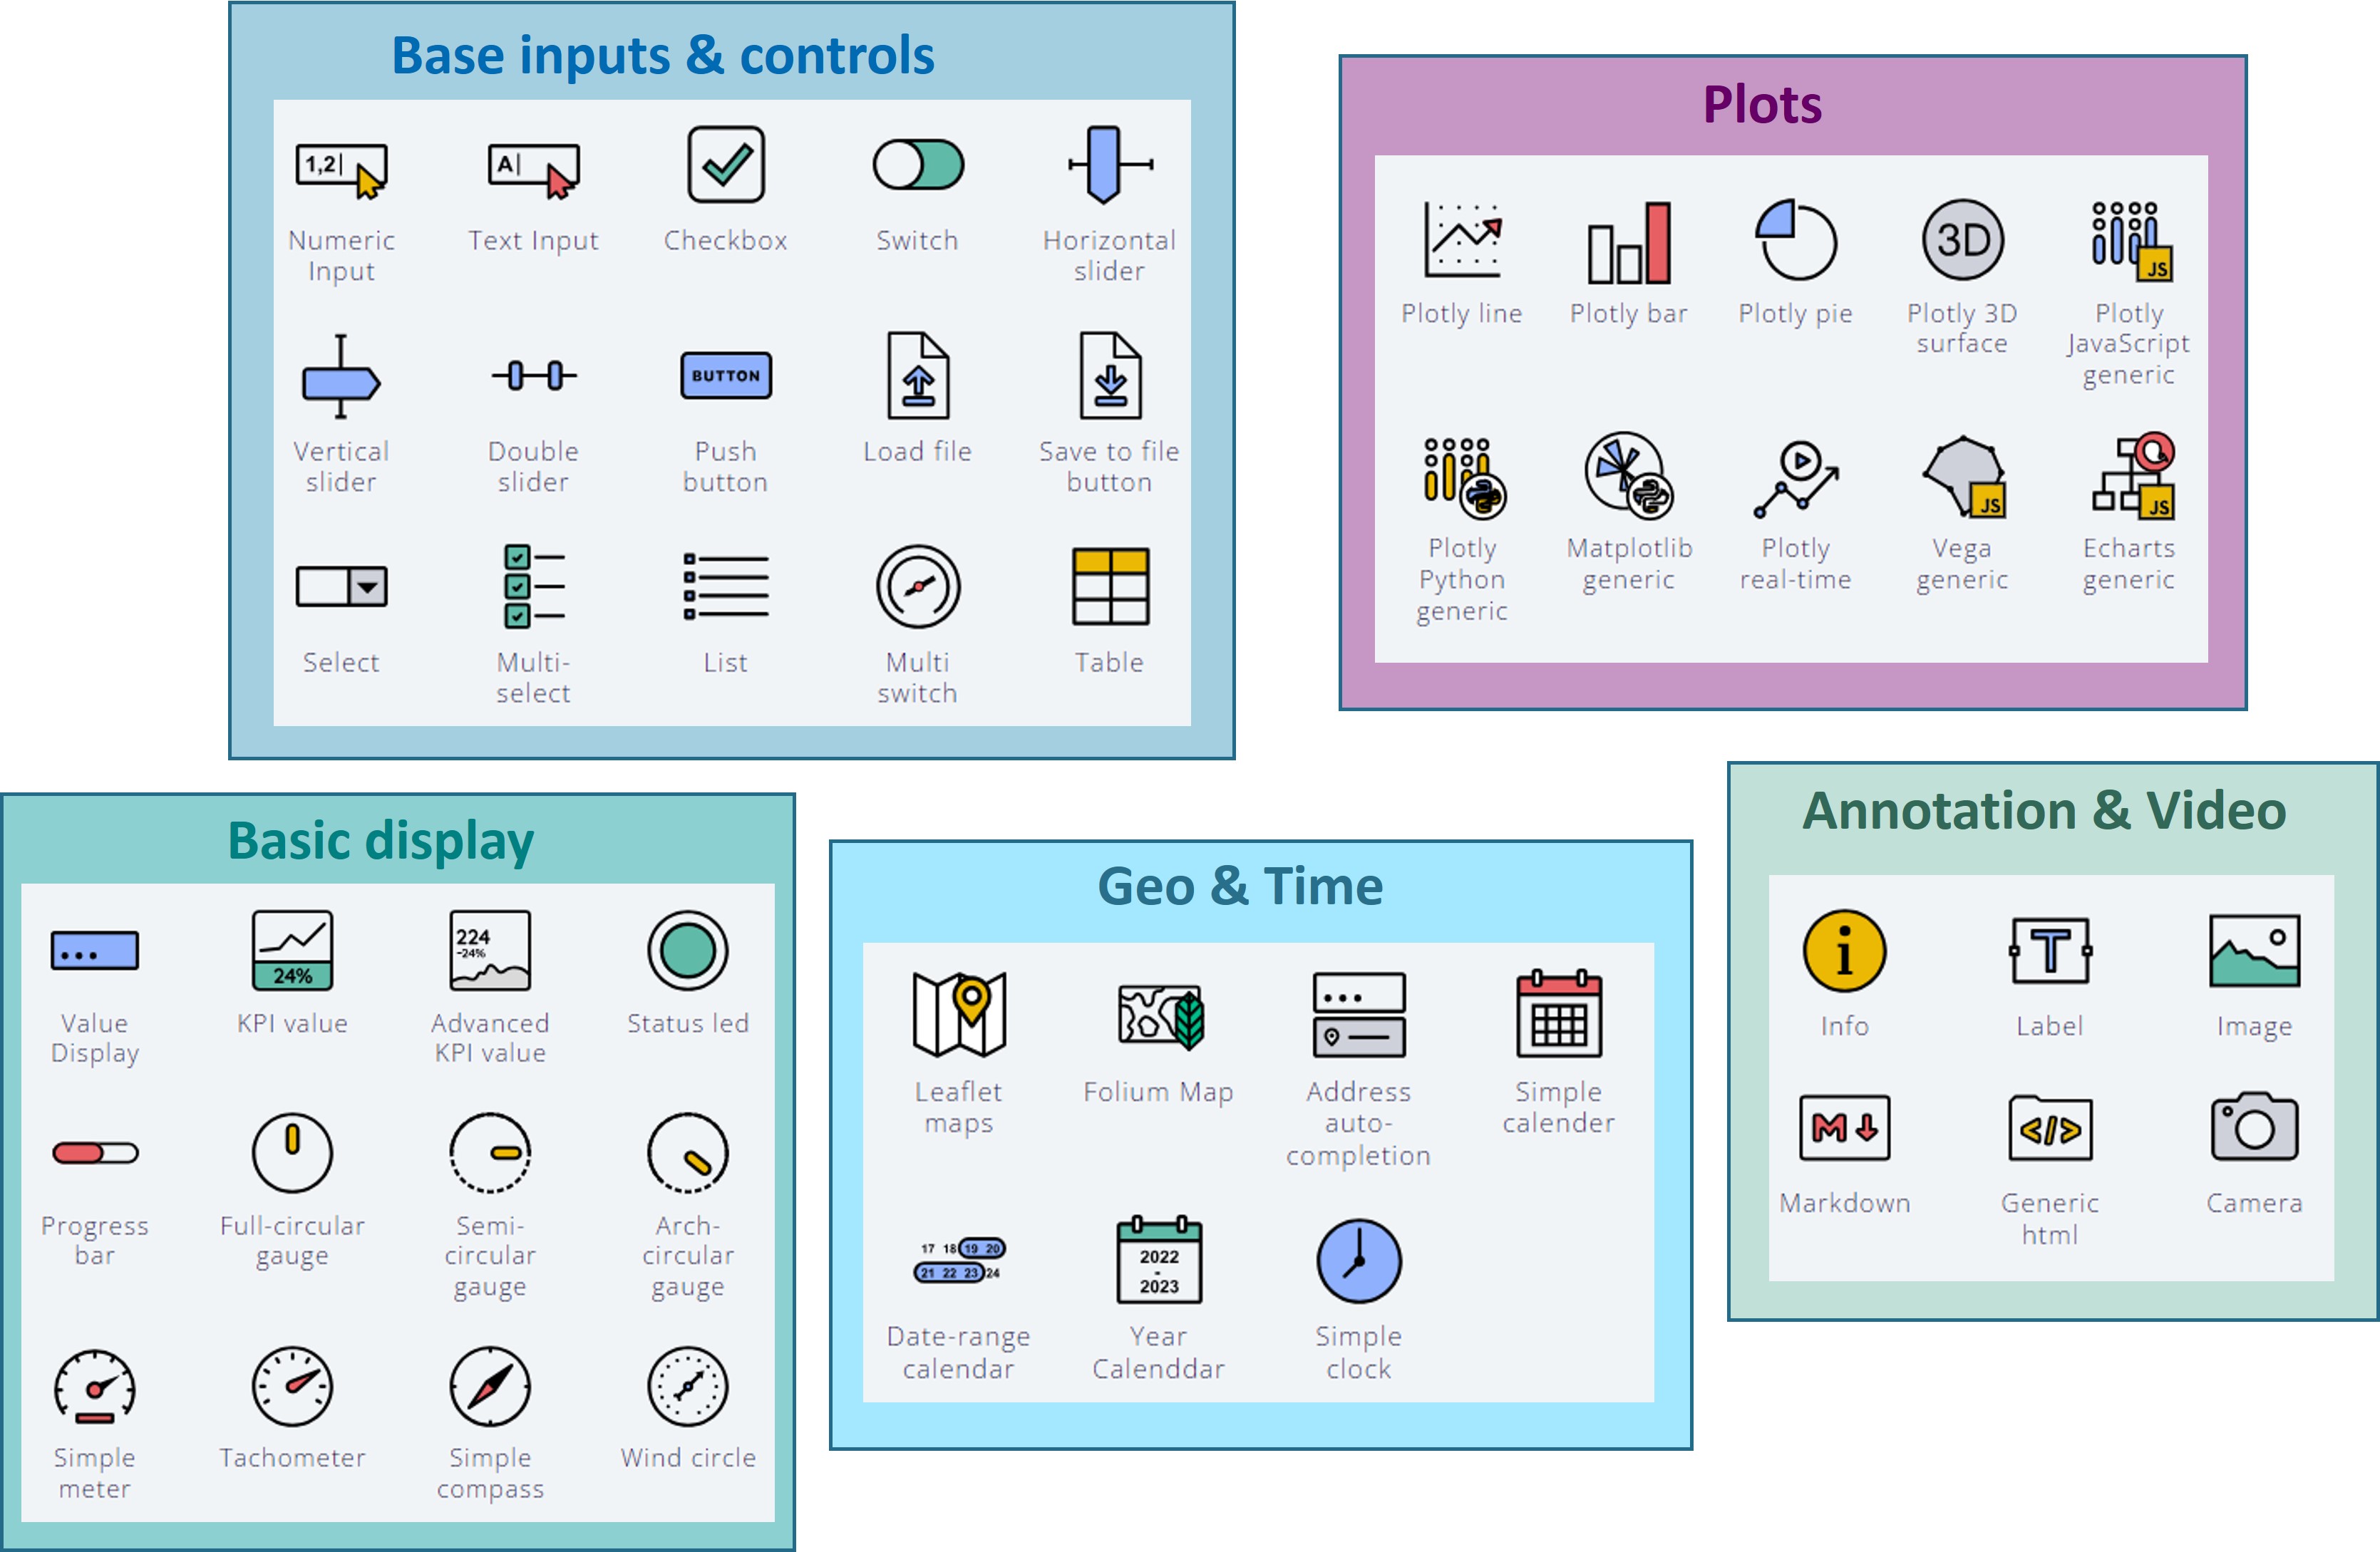 Base inputs & controls
1,2|
A|
Numeric
Input
Text Input
Checkbox
Switch
Horizontal
slider
BUTTON
Vertical
slider
Double
slider
Push
button
Load file
Save to file
button
Select
Multi-
select
List
Multi
switch
Table
Plots
3D
JS
Plotly line
Plotly bar
Plotly pie
Plotly 3D
surface
Plotly
JavaScript
generic
JS
JS
Plotly
Python
generic
Matplotlib
generic
Plotly
real-time
Vega
generic
Echarts
generic
Basic display
24%
224
-24%
Value
Display
KPI value
Advanced
KPI value
Status led
Progress
bar
Full-circular
gauge
Semi-
circular
gauge
Arch-
circular
gauge
Simple
meter
Tachometer
Simple
compass
Wind circle
Geo & Time
Leaflet
maps
Folium Map
Address
auto-
completion
Simple
calender
17 18 19 20
21 22 23 24
2022
-
2023
Date-range
calendar
Year
Calenddar
Simple
clock
Annotation & Video
i
T
Info
Label
Image
M
</>
Markdown
Generic
html
Camera